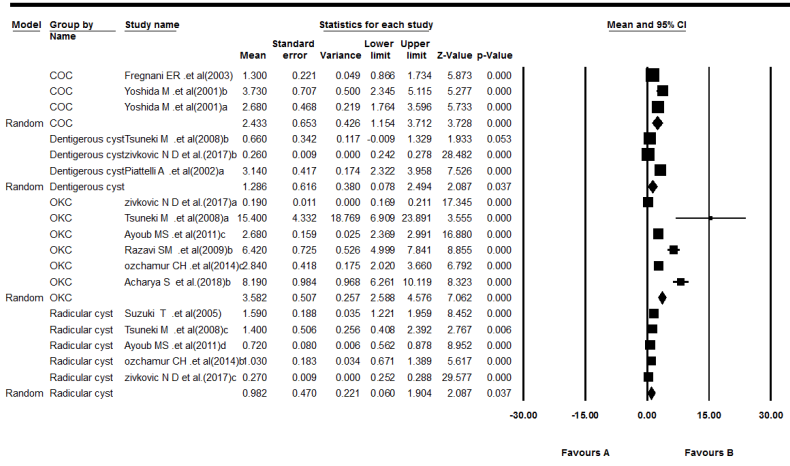 Model Group by Name Study name Statistics for each study Mean and 95% CI
Mean Standard error Variance Lower limit Upper limit Z-Value p-Value
COC Fregnani ER .et al(2003) 1.300 0.221 0.049 0.866 1.734 5.873 0.000
COC Yoshida M .et al(2001)b 3.730 0.707 0.500 2.345 5.115 5.277 0.000
COC Yoshida M .et al(2001)a 2.680 0.468 0.219 1.764 3.596 5.733 0.000
Random COC 2.433 0.653 0.426 1.154 3.712 3.728 0.000
Dentigerous cystTsuneki M .et al(2008)b 0.660 0.342 0.117 -0.009 1.329 1.933 0.053
Dentigerous cystzivkovic N D et al.(2017)b 0.260 0.009 0.000 0.242 0.278 28.482 0.000
Dentigerous cystPiattelli A .et al(2002)a 3.140 0.417 0.174 2.322 3.958 7.526 0.000
Random Dentigerous cyst 1.286 0.616 0.380 0.078 2.494 2.087 0.037
OKC zivkovic N D et al.(2017)a 0.190 0.011 0.000 0.169 0.211 17.345 0.000
OKC Tsuneki M .et al(2008)a 15.400 4.332 18.769 6.909 23.891 3.555 0.000
OKC Ayoub MS .et al(2011)c 2.680 0.159 0.025 2.369 2.991 16.880 0.000
OKC Razavi SM .et al(2009)b 6.420 0.725 0.526 4.999 7.841 8.855 0.000
OKC ozchamur CH .et al(2014)c 2.840 0.418 0.175 2.020 3.660 6.792 0.000
OKC Acharya S et al.(2018)b 8.190 0.984 0.968 6.261 10.119 8.323 0.000
Random OKC 3.582 0.507 0.257 2.588 4.576 7.062 0.000
Radicular cyst Suzuki T .et al(2005) 1.590 0.188 0.035 1.221 1.959 8.452 0.000
Radicular cyst Tsuneki M .et al(2008)c 1.400 0.506 0.256 0.408 2.392 2.767 0.006
Radicular cyst Ayoub MS .et al(2011)d 0.720 0.080 0.006 0.562 0.878 8.952 0.000
Radicular cyst ozchamur CH .et al(2014)b 1.030 0.183 0.034 0.671 1.389 5.617 0.000
Radicular cyst zivkovic N D et al.(2017)c 0.270 0.009 0.000 0.252 0.288 29.577 0.000
Random Radicular cyst 0.982 0.470 0.221 0.060 1.904 2.087 0.037
-30.00 -15.00 0.00 15.00 30.00
Favours A Favours B